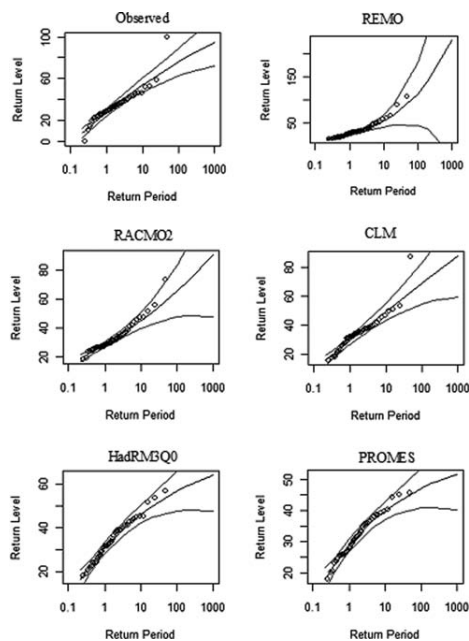 Observed
Return Level
0 20 60 100
0.1 1 10 100 1000
Return Period
REMO
Return Level
50 150
0.1 1 10 100 1000
Return Period
RACMO2
Return Level
20 40 60 80
0.1 1 10 100 1000
Return Period
CLM
Return Level
20 40 60 80
0.1 1 10 100 1000
Return Period
HadRM3Q0
Return Level
20 40 60
0.1 1 10 100 1000
Return Period
PROMES
Return Level
20 30 40 50
0.1 1 10 100 1000
Return Period